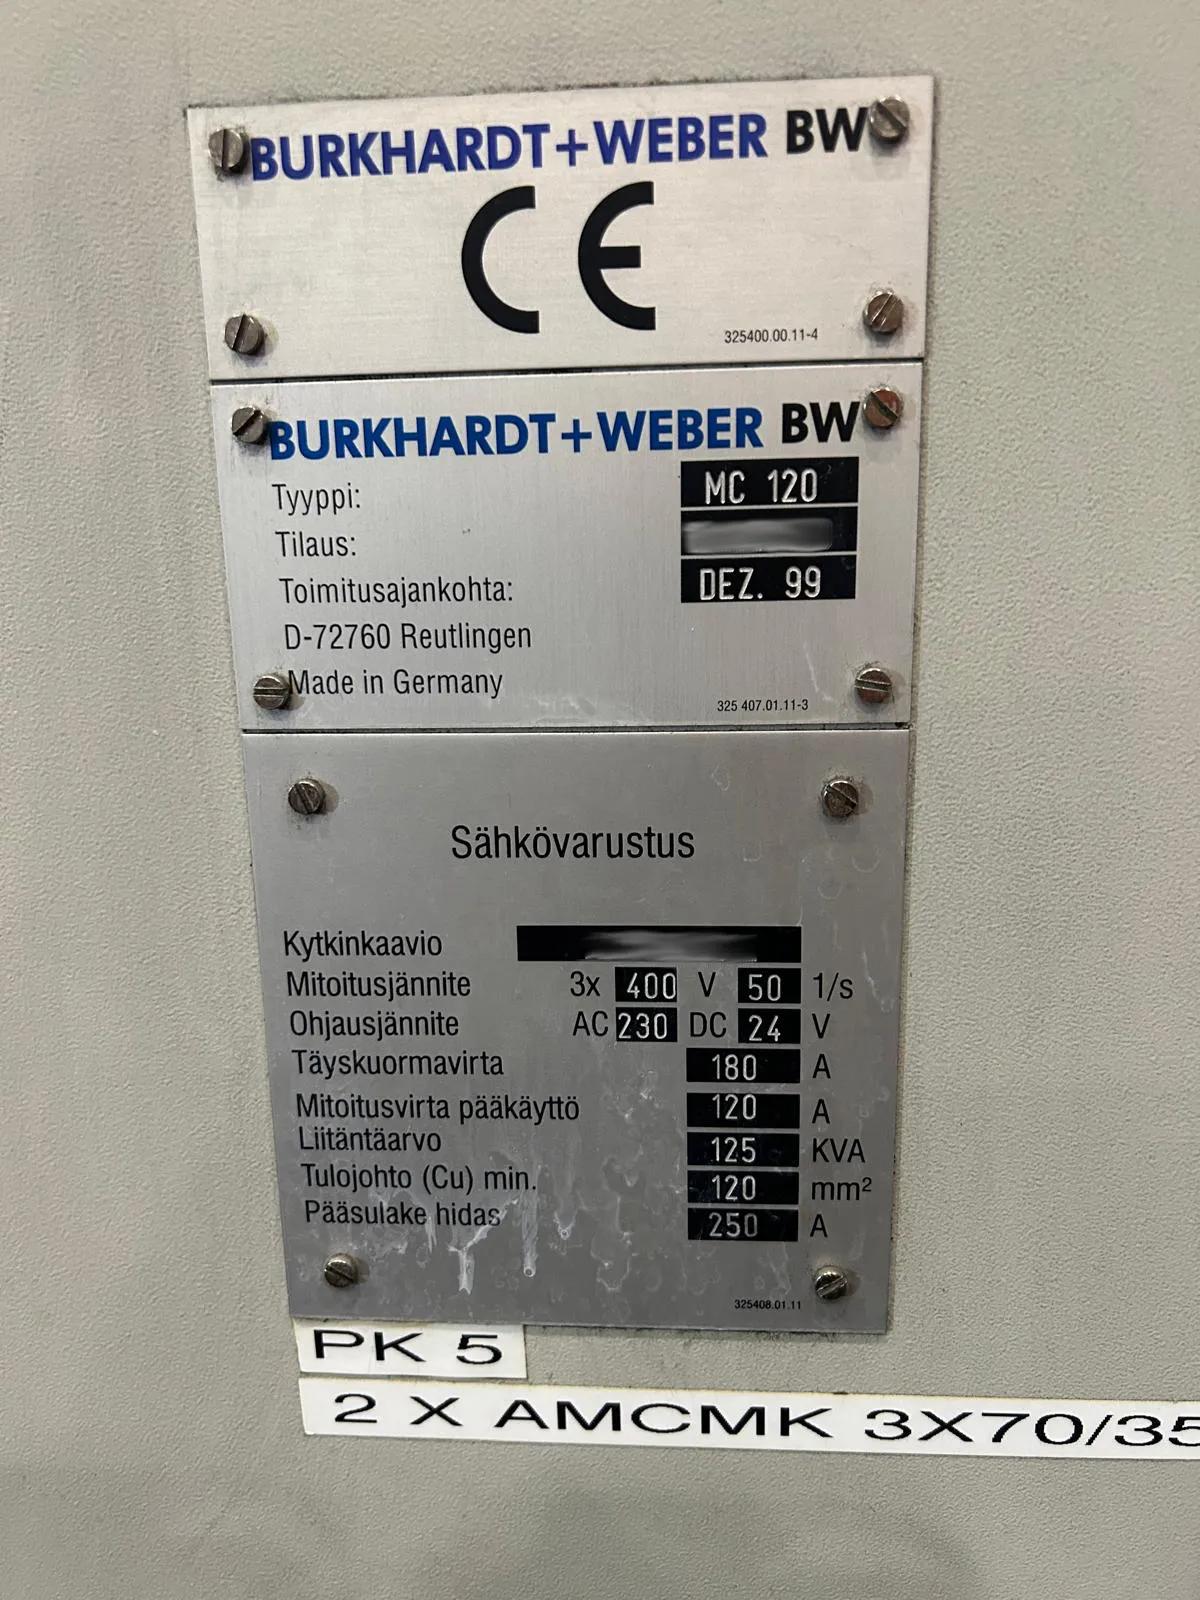 BURKHARDT+WEBER BW
CE
325400.00.11-4
BURKHARDT+WEBER BW
Tyyppi: MC 120
Tilaus:
Toimitusajankohta: DEZ. 99
D-72760 Reutlingen
Made in Germany
325 407.01.11-3
Sähkövarustus
Kytkinkaavio
Mitoitusjännite 3x 400 V 50 1/s
Ohjausjännite AC 230 DC 24 V
Täyskuormavirta 180 A
Mitoitusvirta pääkäyttö 120 A
Liitäntäarvo 125 KVA
Tulojohto (Cu) min. 120 mm²
Pääsulake hidas 250 A
325408.01.11
PK 5
2 X AMCMK 3X70/35